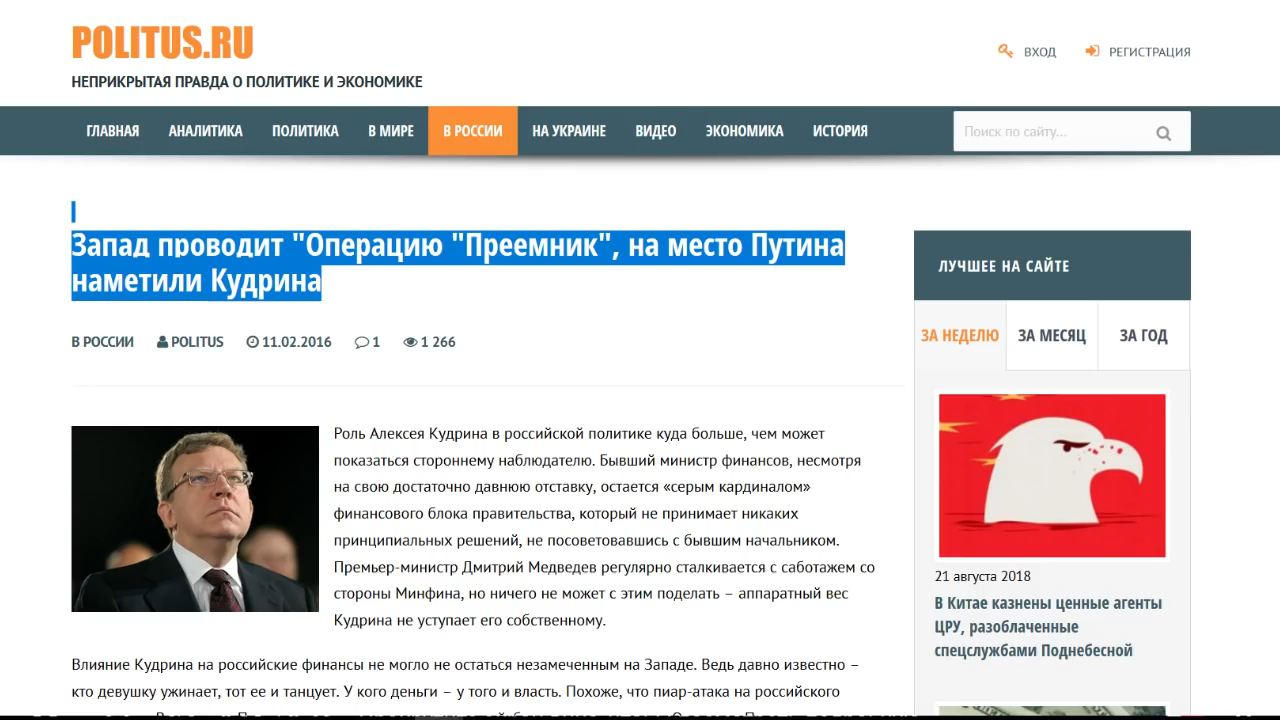 POLITUS.RU
НЕПРИКРЫТАЯ ПРАВДА О ПОЛИТИКЕ И ЭКОНОМИКЕ
ВХОД
РЕГИСТРАЦИЯ
ГЛАВНАЯ АНАЛИТИКА ПОЛИТИКА В МИРЕ В РОССИИ НА УКРАИНЕ ВИДЕО ЭКОНОМИКА ИСТОРИЯ
Поиск по сайту...
Запад проводит "Операцию "Преемник", на место Путина
наметили Кудрина
В РОССИИ POLITUS 11.02.2016 1 1 266
Роль Алексея Кудрина в российской политике куда больше, чем может
показаться стороннему наблюдателю. Бывший министр финансов, несмотря
на свою достаточно давнюю отставку, остается «серым кардиналом»
финансового блока правительства, который не принимает никаких
принципиальных решений, не посоветовавшись с бывшим начальником.
Премьер-министр Дмитрий Медведев регулярно сталкивается с саботажем со
стороны Минфина, но ничего не может с этим поделать – аппаратный вес
Кудрина не уступает его собственному.
Влияние Кудрина на российские финансы не могло не остаться незамеченным на Западе. Ведь давно известно –
кто девушку ужинает, тот ее и танцует. У кого деньги – у того и власть. Похоже, что пиар-атака на российского
ЛУЧШЕЕ НА САЙТЕ
ЗА НЕДЕЛЮ ЗА МЕСЯЦ ЗА ГОД
21 августа 2018
В Китае казнены ценные агенты
ЦРУ, разоблаченные
спецслужбами Поднебесной